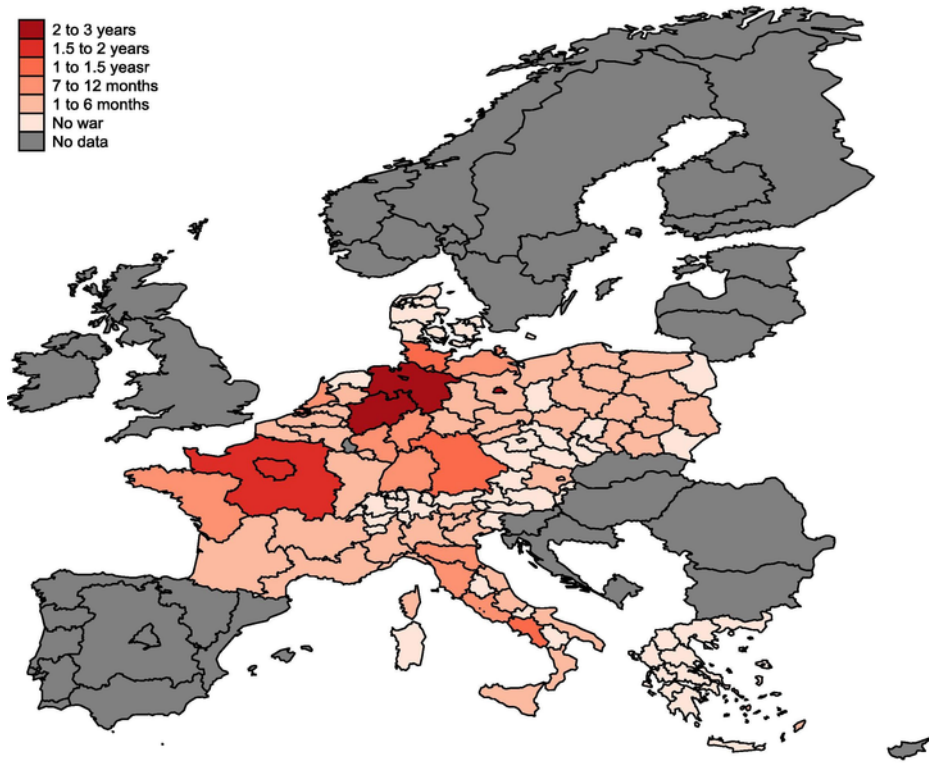 2 to 3 years
1.5 to 2 years
1 to 1.5 yeasr
7 to 12 months
1 to 6 months
No war
No data